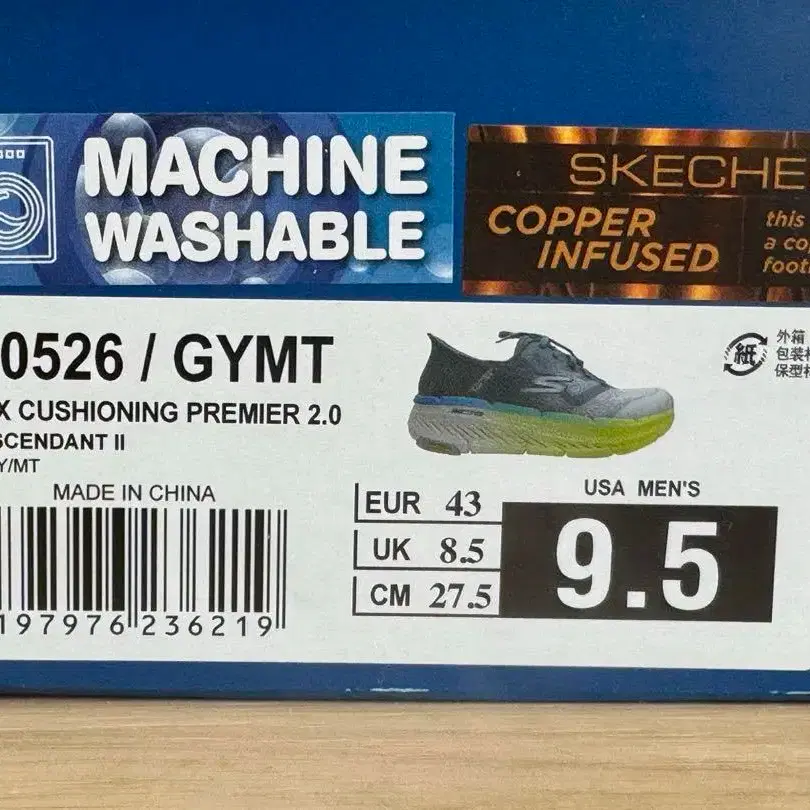 MACHINE
WASHABLE
SKECHE
COPPER
INFUSED
this
a co
foot
0526 / GYMT
X CUSHIONING PREMIER 2.0
SCENDANT II
Y/MT
MADE IN CHINA
197976 236219
EUR 43
UK 8.5
CM 27.5
USA MEN'S
9.5
紙
外箱
包装
保型